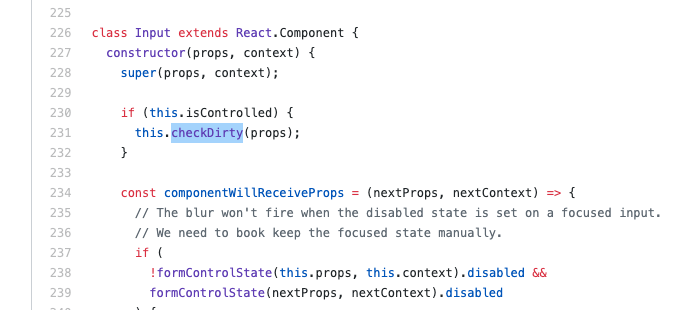 225
226 class Input extends React.Component {
227 constructor(props, context) {
228 super(props, context);
229
230 if (this.isControlled) {
231 this.checkDirty(props);
232 }
233
234 const componentWillReceiveProps = (nextProps, nextContext) => {
235 // The blur won't fire when the disabled state is set on a focused input.
236 // We need to book keep the focused state manually.
237 if (
238 !formControlState(this.props, this.context).disabled &&
239 formControlState(nextProps, nextContext).disabled
240 ) {